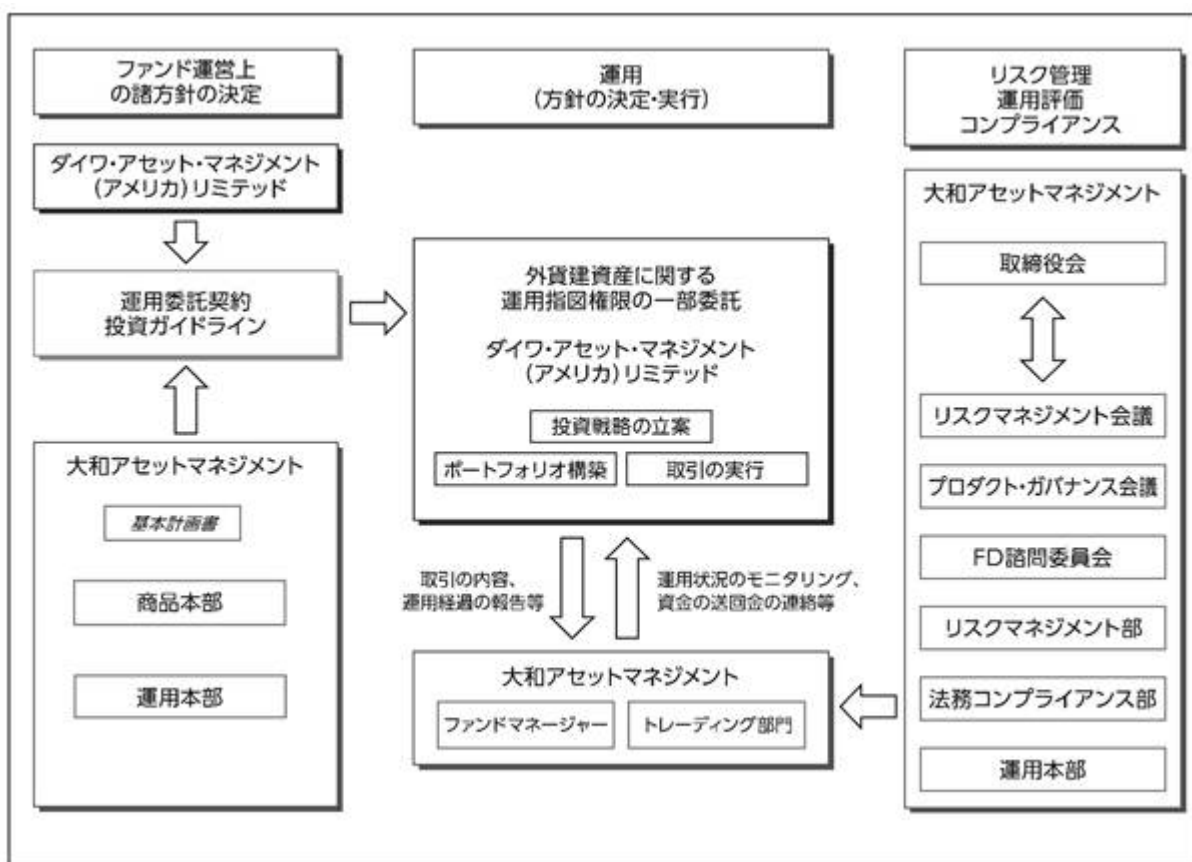 ファンド運営上
の諸方針の決定
ダイワ・アセット・マネジメント
(アメリカ)リミテッド
運用委託契約
投資ガイドライン
大和アセットマネジメント
基本計画書
商品本部
運用本部
運用
(方針の決定・実行)
外貨建資産に関する
運用指図権限の一部委託
ダイワ・アセット・マネジメント
(アメリカ)リミテッド
投資戦略の立案
ポートフォリオ構築
取引の実行
取引の内容、
運用経過の報告等
運用状況のモニタリング、
資金の送回金の連絡等
大和アセットマネジメント
ファンドマネージャー
トレーディング部門
リスク管理
運用評価
コンプライアンス
大和アセットマネジメント
取締役会
リスクマネジメント会議
プロダクト・ガバナンス会議
FD諮問委員会
リスクマネジメント部
法務コンプライアンス部
運用本部